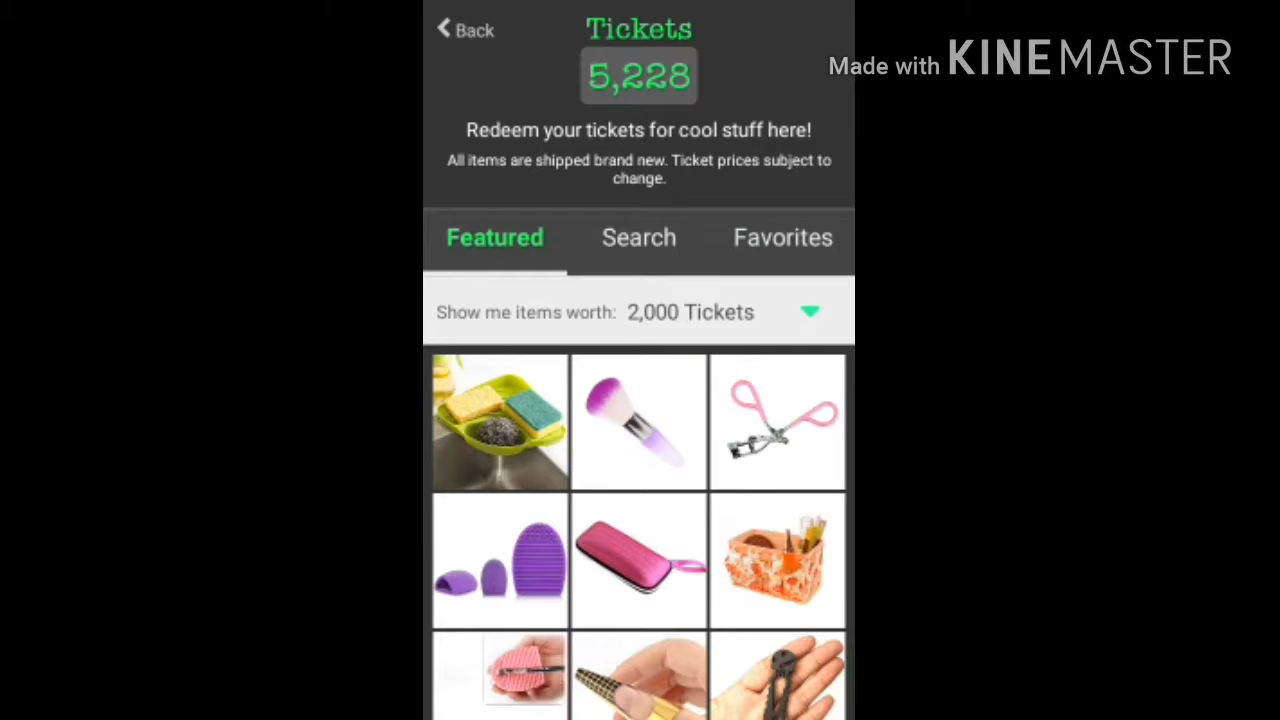 Back
Tickets
5,228
Made with KINEMASTER
Redeem your tickets for cool stuff here!
All items are shipped brand new. Ticket prices subject to
change.
Featured Search Favorites
Show me items worth: 2,000 Tickets